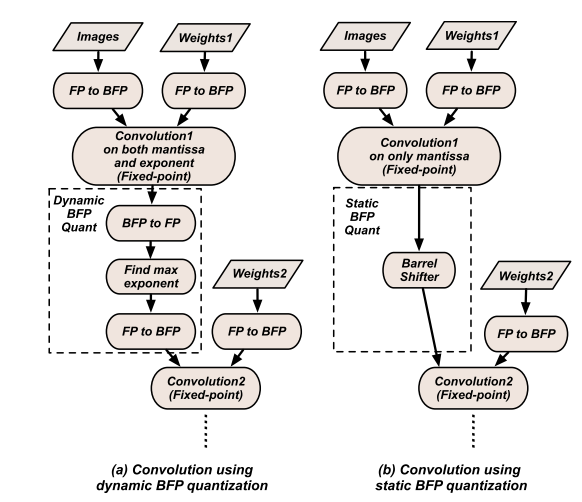 Images
Weights1
FP to BFP
FP to BFP
Convolution1
on both mantissa
and exponent
(Fixed-point)
Dynamic
BFP
Quant
BFP to FP
Find max
exponent
FP to BFP
Weights2
FP to BFP
Convolution2
(Fixed-point)
(a) Convolution using
dynamic BFP quantization
Images
Weights1
FP to BFP
FP to BFP
Convolution1
on only mantissa
(Fixed-point)
Static
BFP
Quant
Barrel
Shifter
Weights2
FP to BFP
Convolution2
(Fixed-point)
(b) Convolution using
static BFP quantization